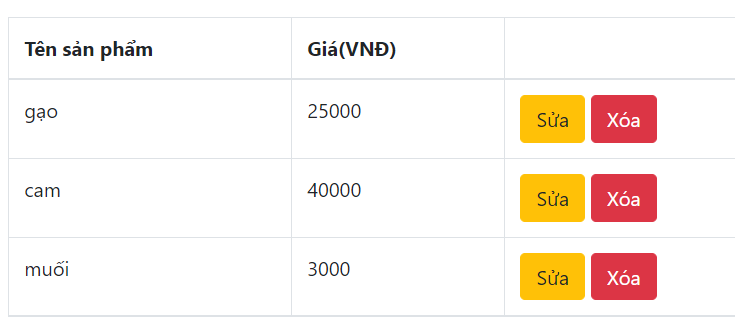 Tên sản phẩm Giá(VNĐ)
gạo 25000 Sửa Xóa
cam 40000 Sửa Xóa
muối 3000 Sửa Xóa